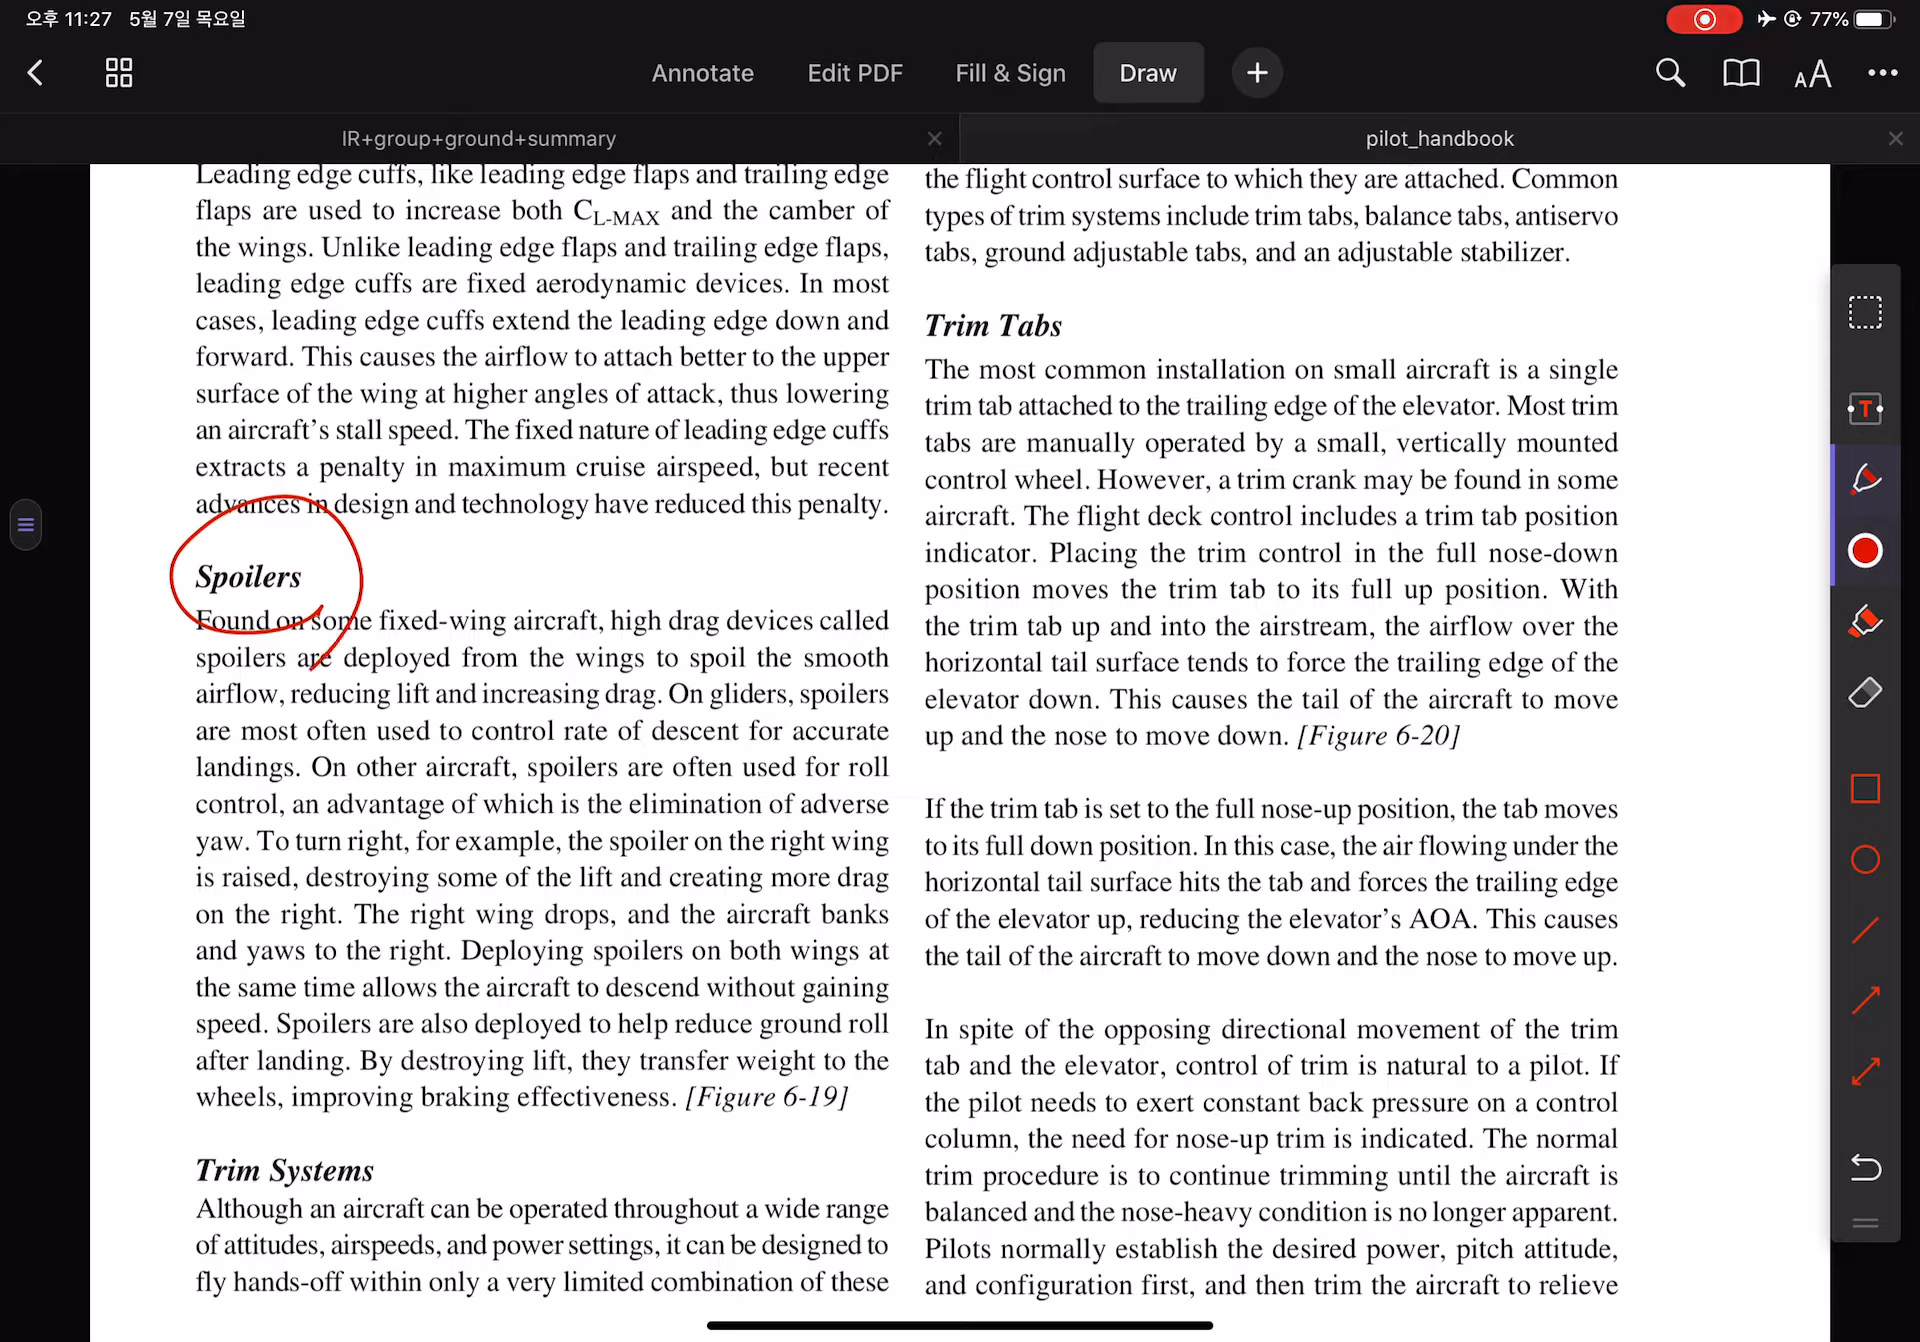 오후 11:27 5월 7일 목요일
77%
Annotate
Edit PDF
Fill & Sign
Draw
AA
IR+group+ground+summary
pilot_handbook
Leading edge cuffs, like leading edge flaps and trailing edge
flaps are used to increase both CL-MAX and the camber of
the wings. Unlike leading edge flaps and trailing edge flaps,
leading edge cuffs are fixed aerodynamic devices. In most
cases, leading edge cuffs extend the leading edge down and
forward. This causes the airflow to attach better to the upper
surface of the wing at higher angles of attack, thus lowering
an aircraft's stall speed. The fixed nature of leading edge cuffs
extracts a penalty in maximum cruise airspeed, but recent
advances in design and technology have reduced this penalty.
Spoilers
Found on some fixed-wing aircraft, high drag devices called
spoilers are deployed from the wings to spoil the smooth
airflow, reducing lift and increasing drag. On gliders, spoilers
are most often used to control rate of descent for accurate
landings. On other aircraft, spoilers are often used for roll
control, an advantage of which is the elimination of adverse
yaw. To turn right, for example, the spoiler on the right wing
is raised, destroying some of the lift and creating more drag
on the right. The right wing drops, and the aircraft banks
and yaws to the right. Deploying spoilers on both wings at
the same time allows the aircraft to descend without gaining
speed. Spoilers are also deployed to help reduce ground roll
after landing. By destroying lift, they transfer weight to the
wheels, improving braking effectiveness. [Figure 6-19]
Trim Systems
Although an aircraft can be operated throughout a wide range
of attitudes, airspeeds, and power settings, it can be designed to
fly hands-off within only a very limited combination of these
the flight control surface to which they are attached. Common
types of trim systems include trim tabs, balance tabs, antiservo
tabs, ground adjustable tabs, and an adjustable stabilizer.
Trim Tabs
The most common installation on small aircraft is a single
trim tab attached to the trailing edge of the elevator. Most trim
tabs are manually operated by a small, vertically mounted
control wheel. However, a trim crank may be found in some
aircraft. The flight deck control includes a trim tab position
indicator. Placing the trim control in the full nose-down
position moves the trim tab to its full up position. With
the trim tab up and into the airstream, the airflow over the
horizontal tail surface tends to force the trailing edge of the
elevator down. This causes the tail of the aircraft to move
up and the nose to move down. [Figure 6-20]
If the trim tab is set to the full nose-up position, the tab moves
to its full down position. In this case, the air flowing under the
horizontal tail surface hits the tab and forces the trailing edge
of the elevator up, reducing the elevator's AOA. This causes
the tail of the aircraft to move down and the nose to move up.
In spite of the opposing directional movement of the trim
tab and the elevator, control of trim is natural to a pilot. If
the pilot needs to exert constant back pressure on a control
column, the need for nose-up trim is indicated. The normal
trim procedure is to continue trimming until the aircraft is
balanced and the nose-heavy condition is no longer apparent.
Pilots normally establish the desired power, pitch attitude,
and configuration first, and then trim the aircraft to relieve
T